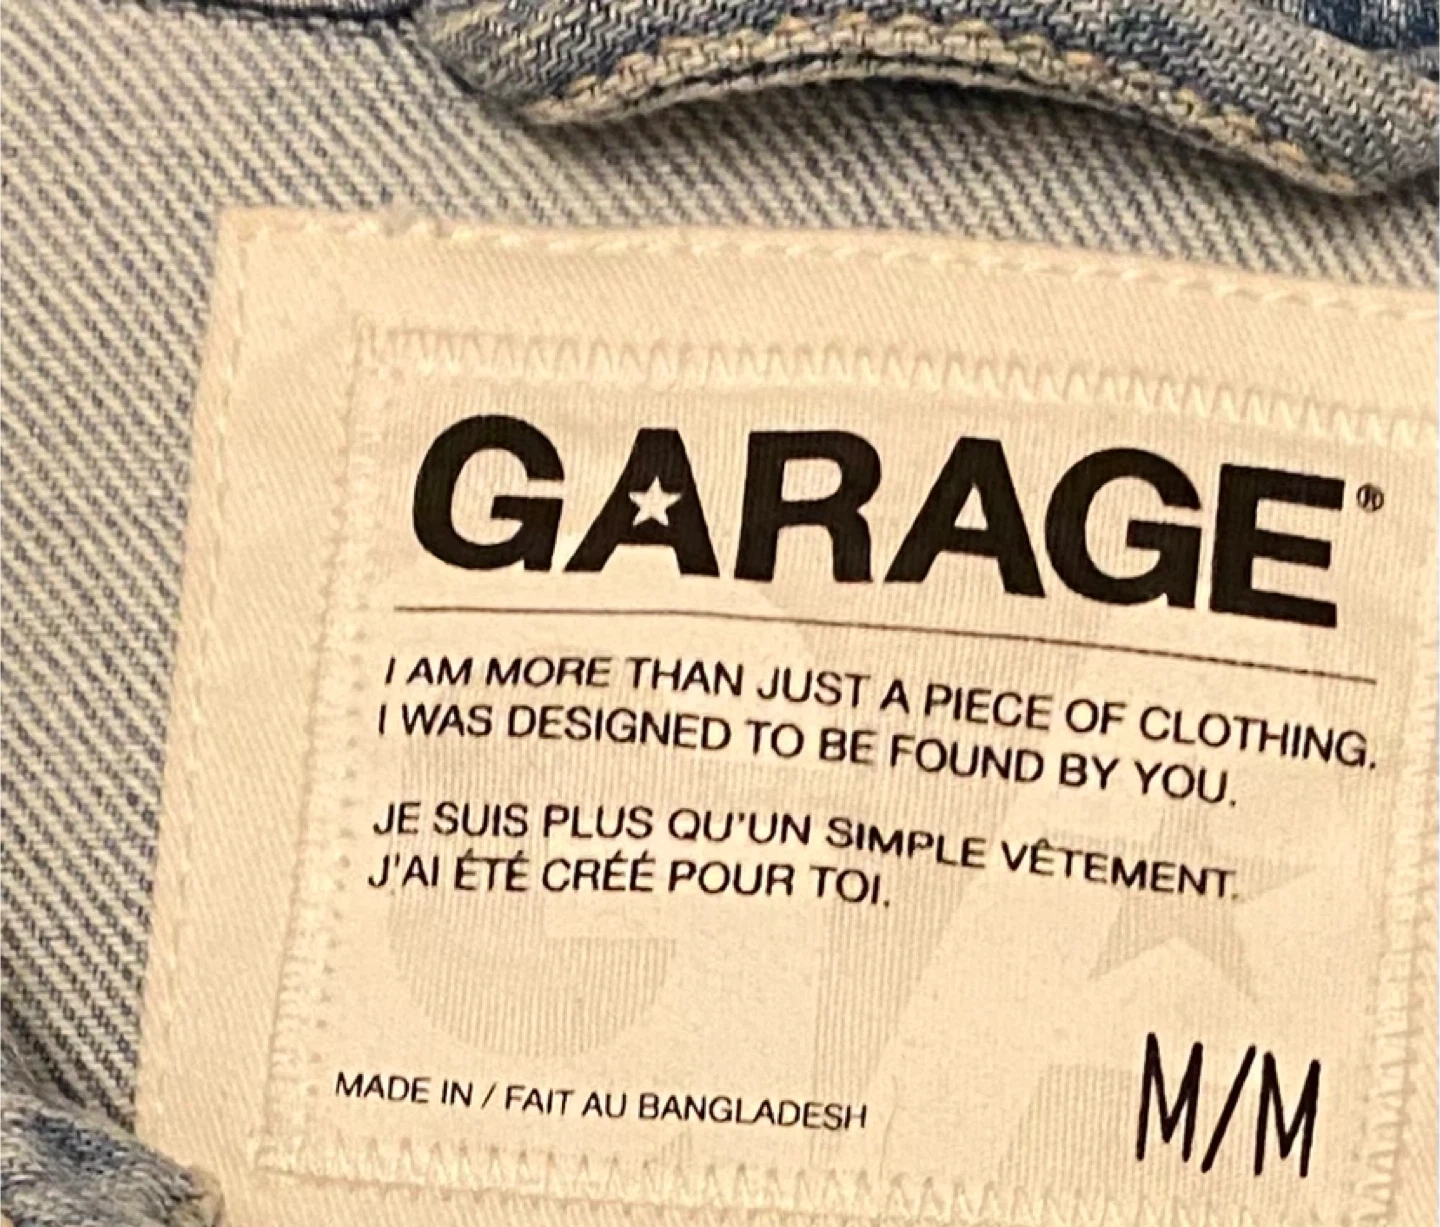 GARAGE®
I AM MORE THAN JUST A PIECE OF CLOTHING.
I WAS DESIGNED TO BE FOUND BY YOU.
JE SUIS PLUS QU'UN SIMPLE VÊTEMENT.
J'AI ÉTÉ CRÉÉ POUR TOI.
MADE IN / FAIT AU BANGLADESH
M/M